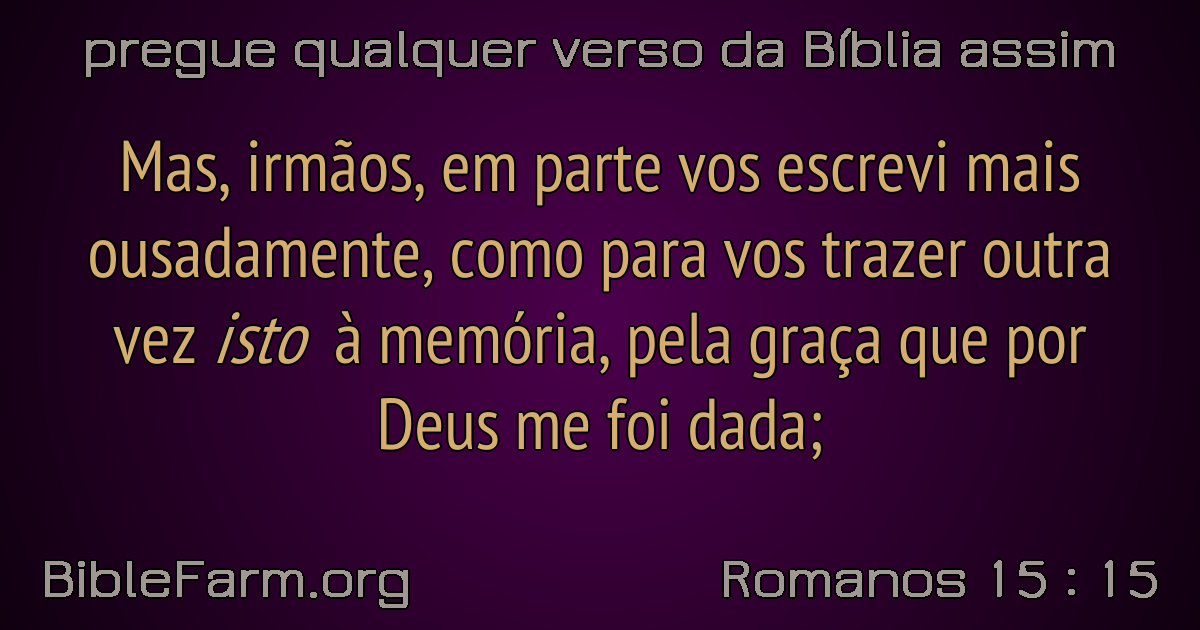 pregue qualquer verso da Bíblia assim
Mas, irmãos, em parte vos escrevi mais
ousadamente, como para vos trazer outra
vez isto à memória, pela graça que por
Deus me foi dada;
BibleFarm.org
Romanos 15 : 15